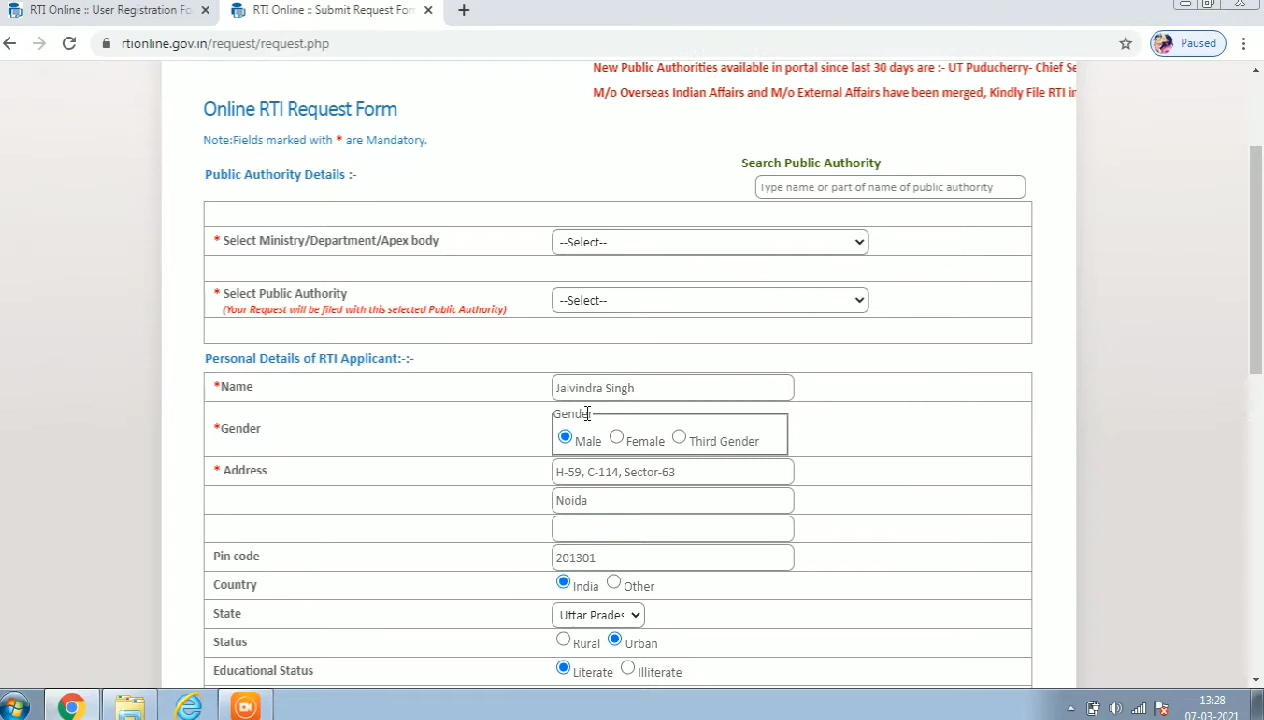 RTI Online :: User Registration Fo
RTI Online :: Submit Request Forn
rtionline.gov.in/request/request.php
Paused
New Public Authorities available in portal since last 30 days are :- UT Puducherry- Chief Se
M/o Overseas Indian Affairs and M/o External Affairs have been merged, Kindly File RTI in
Online RTI Request Form
Note:Fields marked with * are Mandatory.
Search Public Authority
Public Authority Details :-
Type name or part of name of public authority
* Select Ministry/Department/Apex body
--Select--
* Select Public Authority
(Your Request will be filed with this selected Public Authority)
--Select--
Personal Details of RTI Applicant:-:-
*Name
Jaivindra Singh
Gender
*Gender
Male Female Third Gender
* Address
H-59, C-114, Sector-63
Noida
Pin code
201301
Country
India Other
State
Uttar Prades
Status
Rural Urban
Educational Status
Literate Illiterate
13:28
07-03-2021